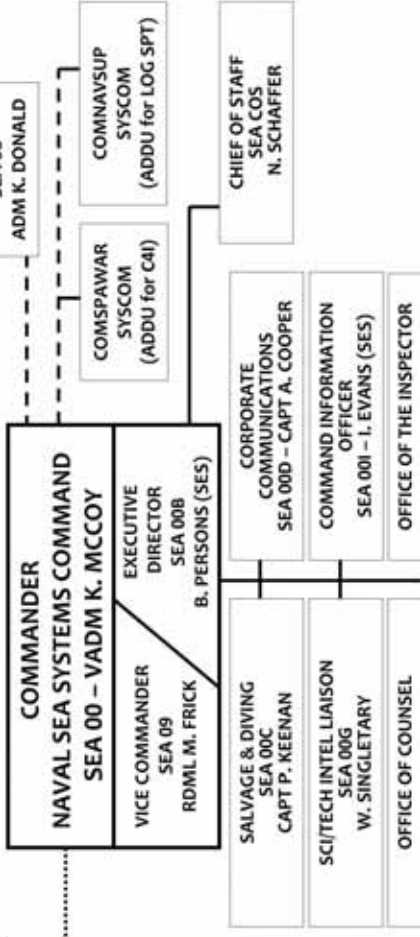 ADM K. DONALD
COMMANDER
NAVAL SEA SYSTEMS COMMAND
SEA 00 – VADM K. MCCOY
VICE COMMANDER
SEA 09
RDML M. FRICK
EXECUTIVE
DIRECTOR
SEA 00B
B. PERSONS (SES)
COMSPAWAR
SYSCOM
(ADDU for C4I)
COMNAVSUP
SYSCOM
(ADDU for LOG SPT)
CHIEF OF STAFF
SEA COS
N. SCHAFFER
SALVAGE & DIVING
SEA 00C
CAPT P. KEENAN
CORPORATE
COMMUNICATIONS
SEA 00D – CAPT A. COOPER
SCI/TECH INTEL LIAISON
SEA 00G
W. SINGLETARY
COMMAND INFORMATION
OFFICER
SEA 00I – I. EVANS (SES)
OFFICE OF COUNSEL
OFFICE OF THE INSPECTOR